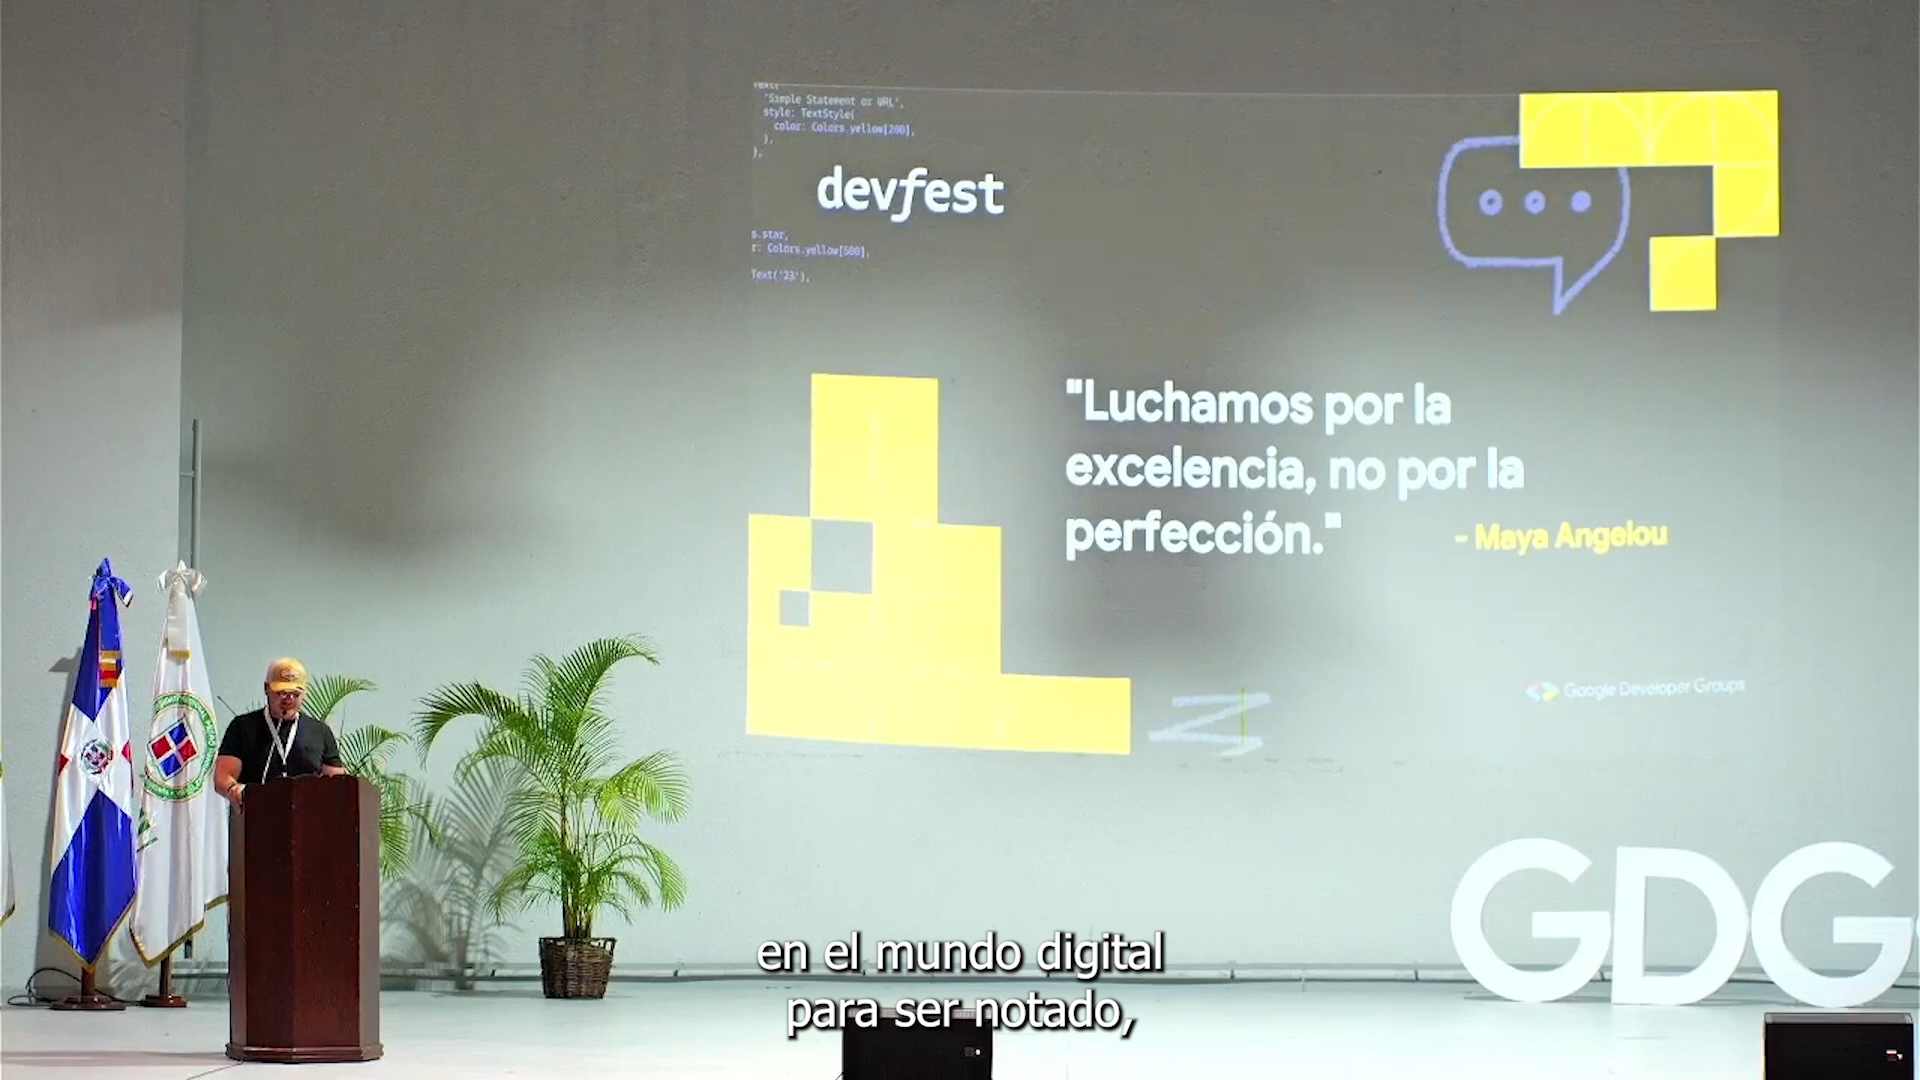 Text(
'Simple Statement or URL',
style: TextStyle(
color: Colors.yellow[200],
),
),
devfest
s.star,
r: Colors.yellow[500],
Text('23'),
"Luchamos por la
excelencia, no por la
perfección."
- Maya Angelou
Google Developer Groups
GDG
en el mundo digital
para ser notado,